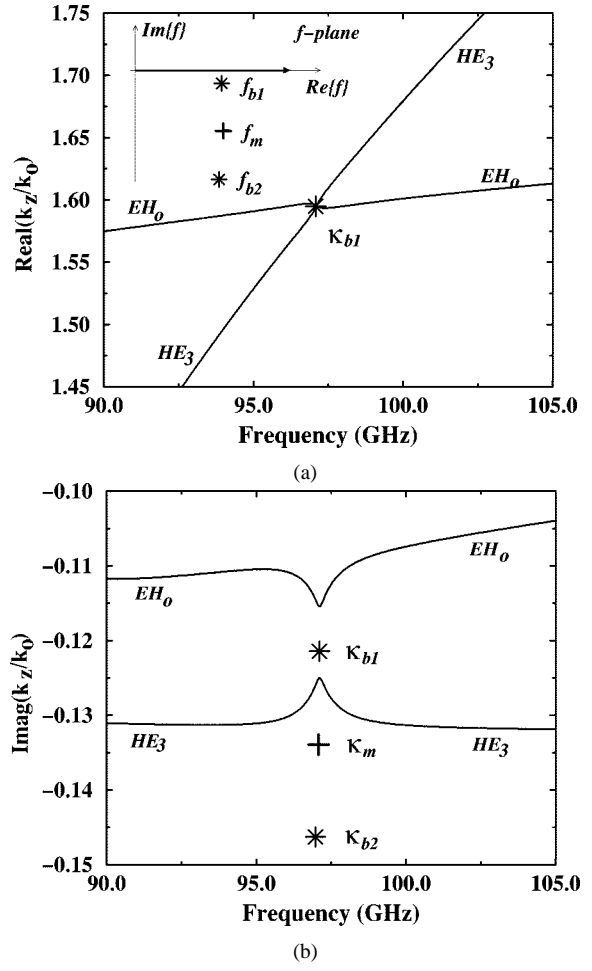 1.75
1.70
1.65
1.60
1.55
1.50
1.45
Real(k_z/k_o)
Im{f}
f-plane
Re{f}
f_b1
f_m
f_b2
HE_3
EH_o
EH_o
κ_b1
HE_3
90.0 95.0 100.0 105.0
Frequency (GHz)
(a)
−0.10
−0.11
−0.12
−0.13
−0.14
−0.15
Imag(k_z/k_o)
EH_o
EH_o
κ_b1
HE_3
κ_m
HE_3
κ_b2
90.0 95.0 100.0 105.0
Frequency (GHz)
(b)